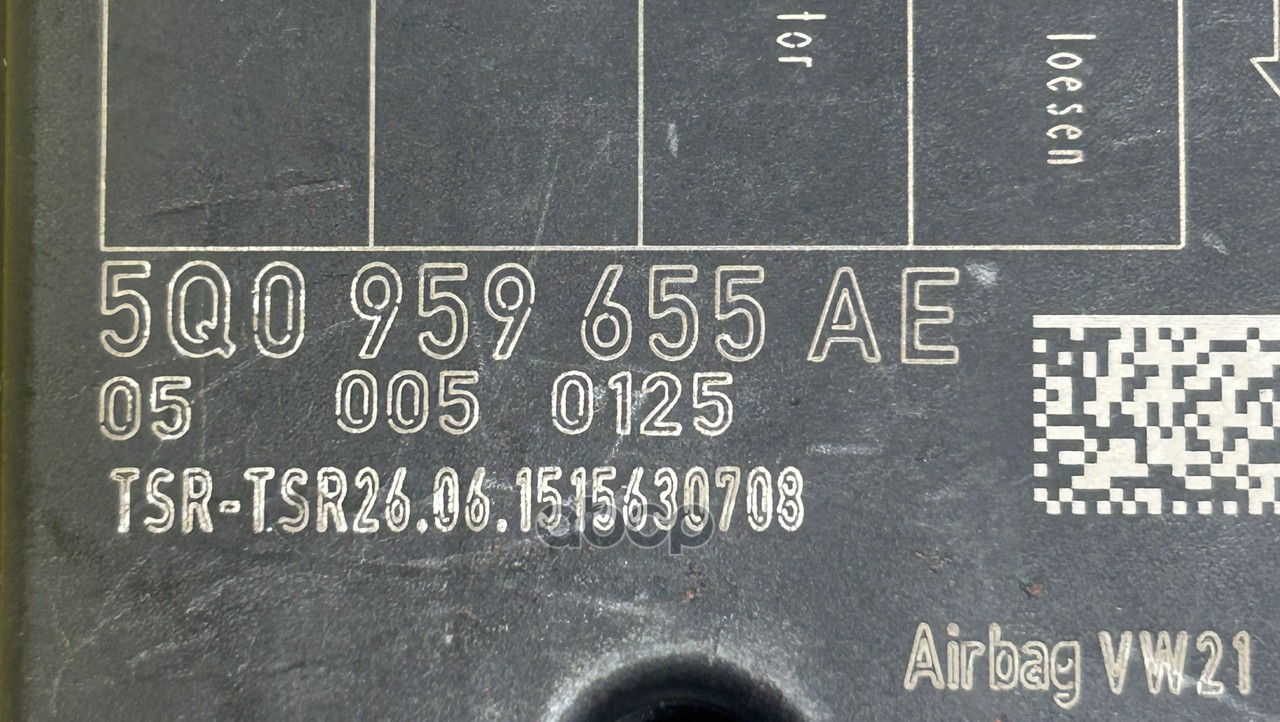 tor
loesen
5Q0 959 655 AE
05 005 0125
TSR-TSR26.06.1515630708
Airbag VW21